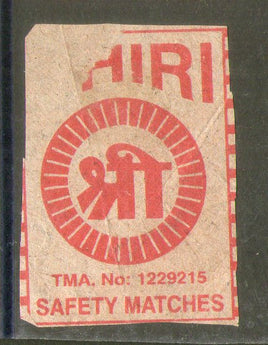 HIRI
श्री
TMA. No: 1229215
SAFETY MATCHES